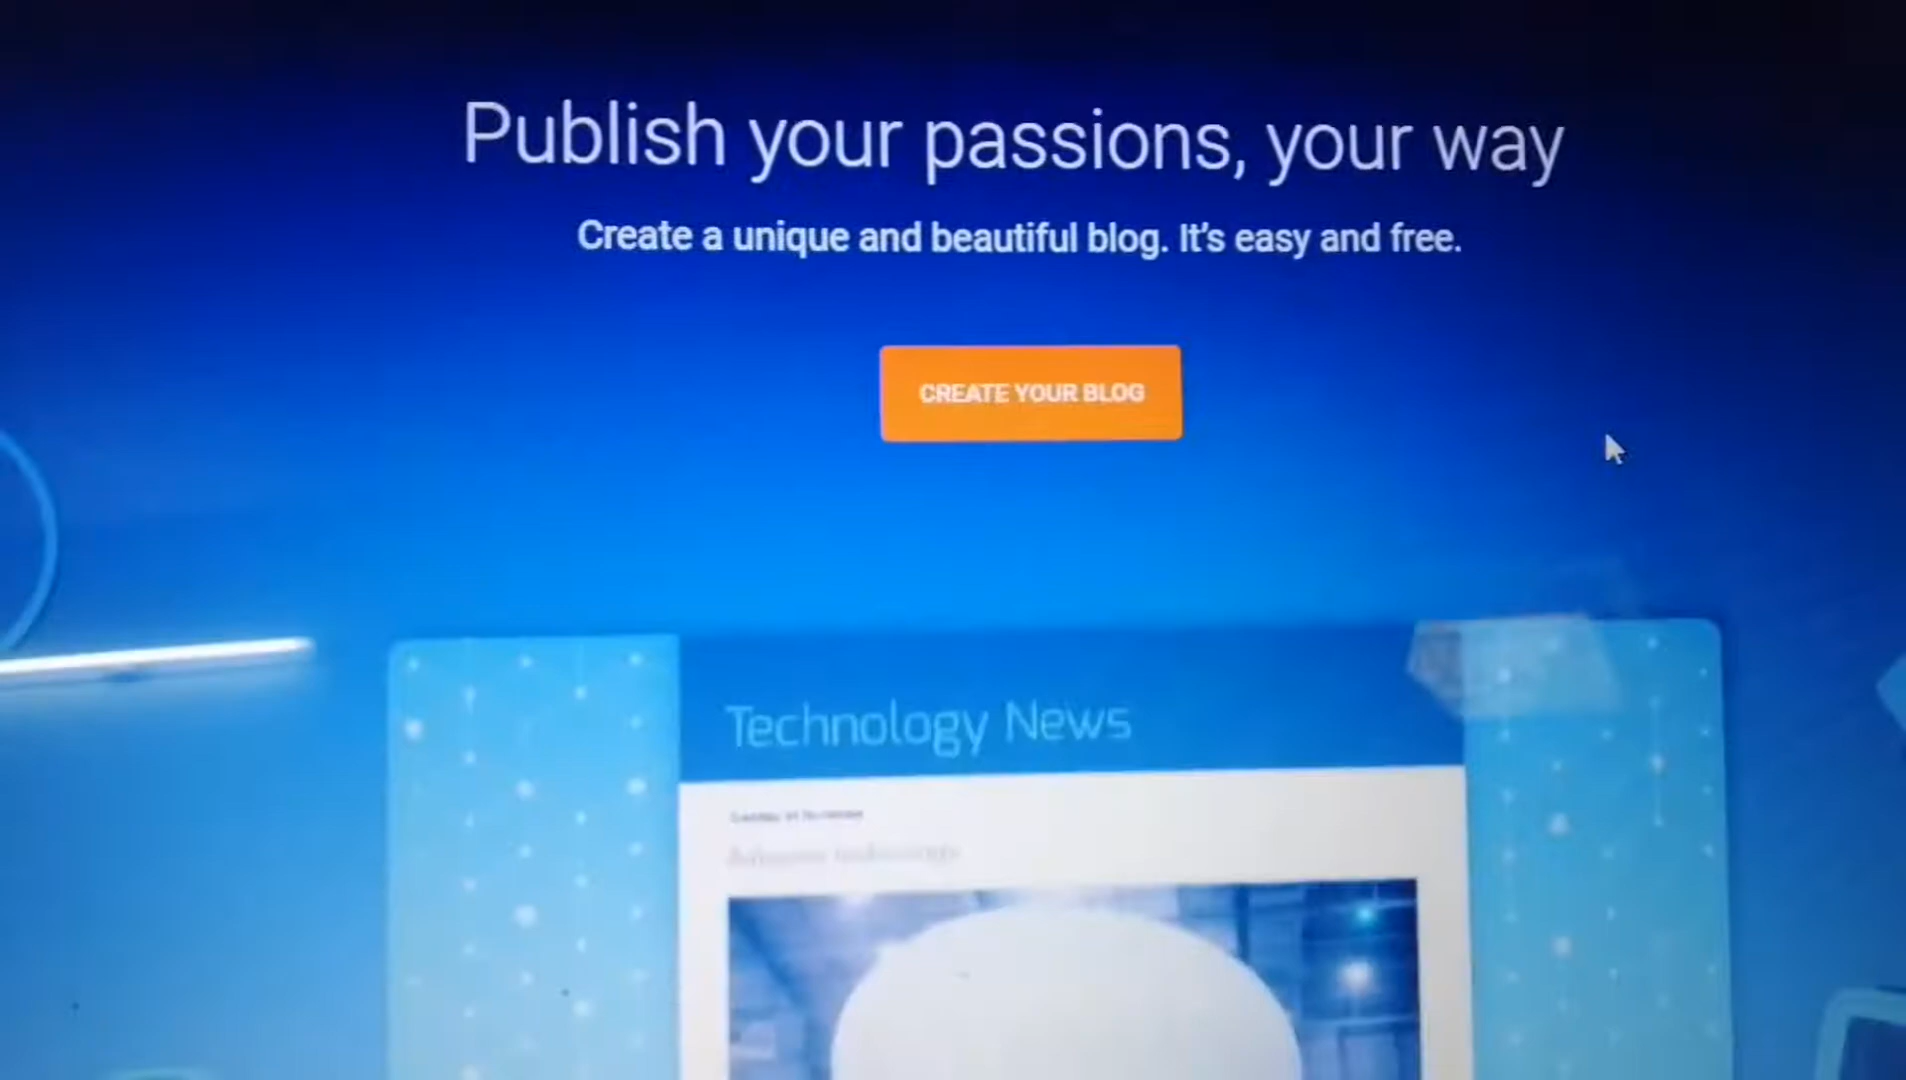 Publish your passions, your way
Create a unique and beautiful blog. It's easy and free.
CREATE YOUR BLOG
Technology News